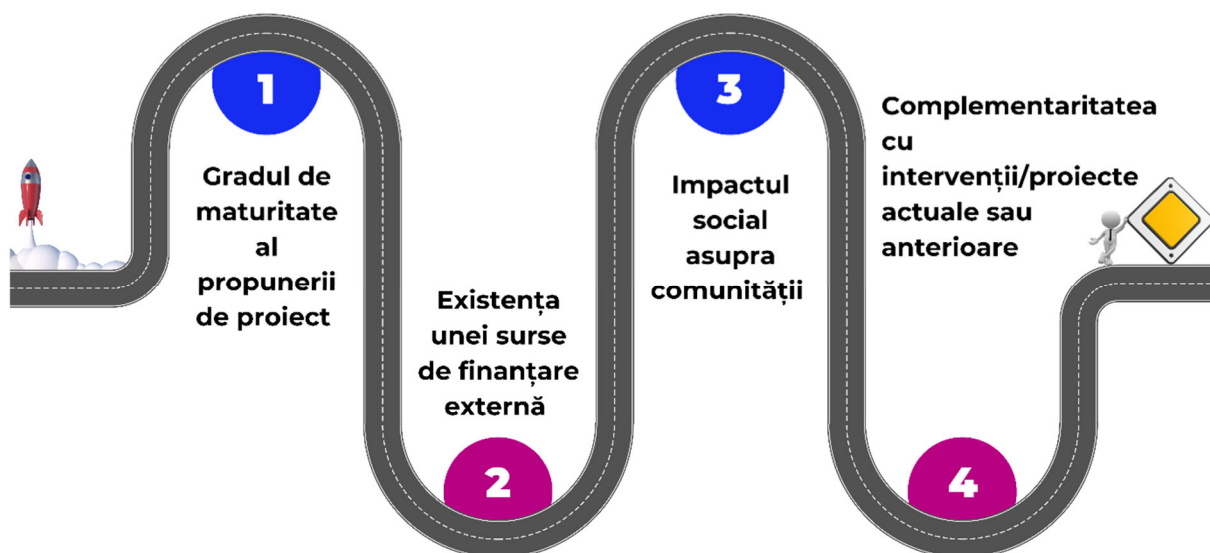 1
Gradul de
maturitate
al
propunerii
de proiect
2
Existența
unei surse
de finanțare
externă
3
Impactul
social
asupra
comunității
4
Complementaritatea
cu
intervenții/proiecte
actuale sau
anterioare